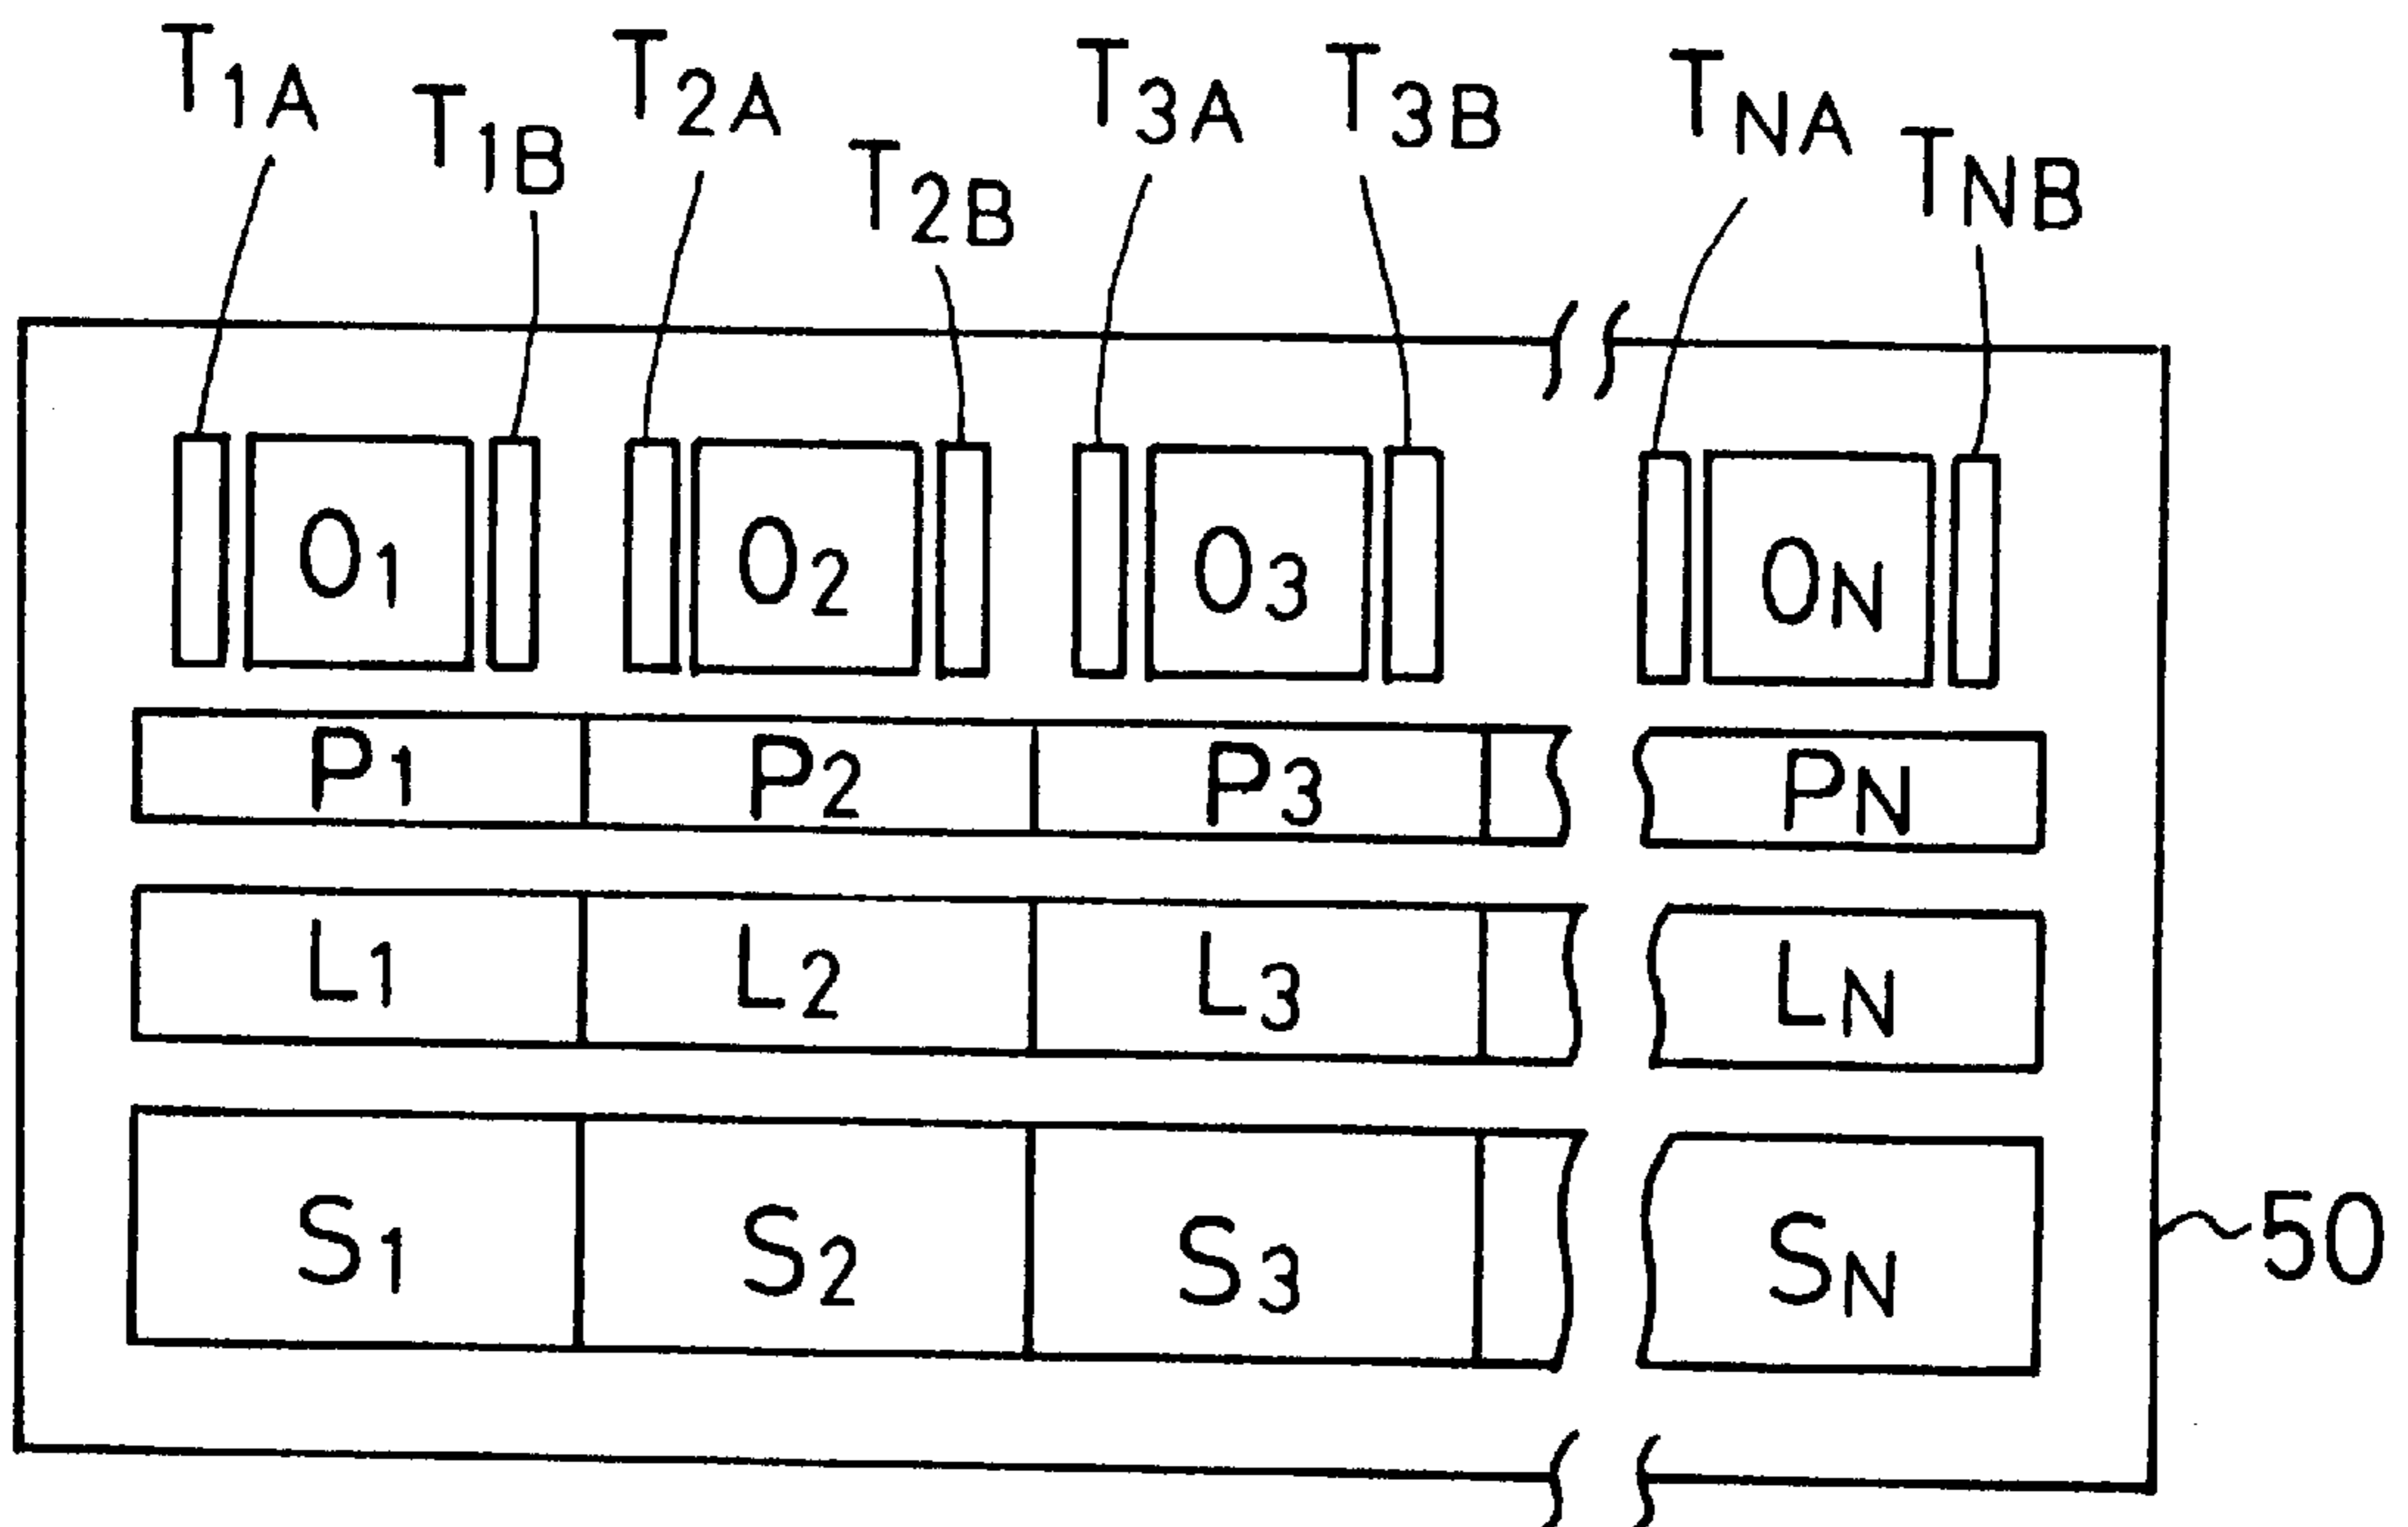 T1A T1B T2A T2B T3A T3B TNA TNB
O1 O2 O3 ON
P1 P2 P3 PN
L1 L2 L3 LN
S1 S2 S3 SN
50